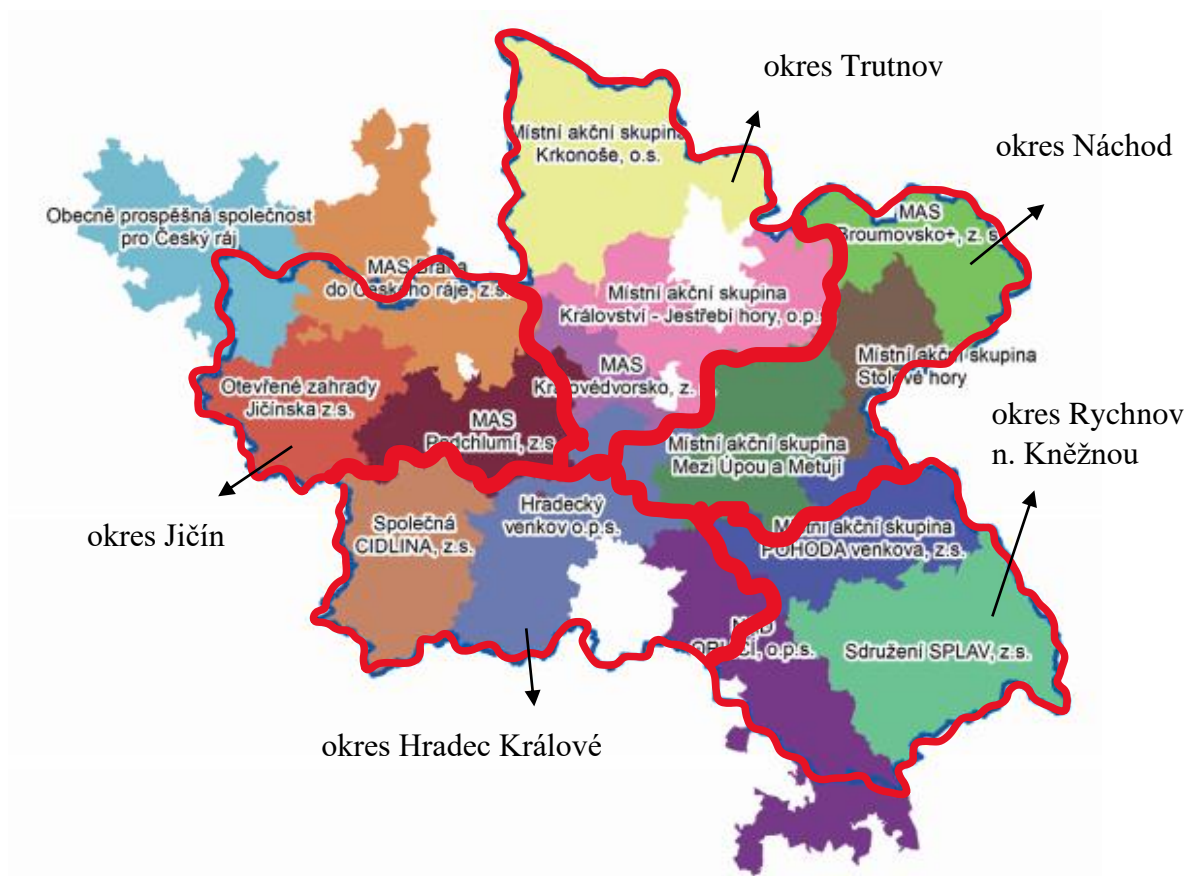 okres Trutnov
Místní akční skupina
Krkonoše, o.s.
okres Náchod
MAS
Broumovsko+, z. s.
Obecně prospěšná společnost
pro Český ráj
MAS Brána
do Českého ráje, z.s.
Místní akční skupina
Království - Jestřebí hory, o.p.s.
Místní akční skupina
Stolové hory
MAS
Královédvorsko, z.
Otevřené zahrady
Jičínska z.s.
MAS
Podchlumí, z.s.
okres Rychnov
n. Kněžnou
Místní akční skupina
Mezi Úpou a Metují
Hradecký
venkov o.p.s.
Společná
CIDLINA, z.s.
Místní akční skupina
POHODA venkova, z.s.
okres Jičín
o.p.s.
Sdružení SPLAV, z.s.
okres Hradec Králové